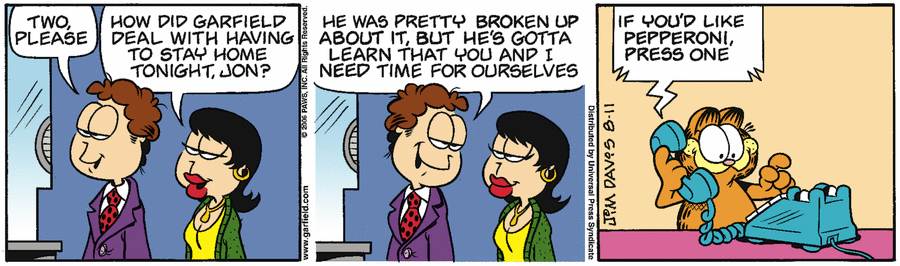 TWO,
PLEASE
HOW DID GARFIELD
DEAL WITH HAVING
TO STAY HOME
TONIGHT, JON?
www.garfield.com
© 2006 PAWS, INC. All Rights Reserved.
HE WAS PRETTY BROKEN UP
ABOUT IT, BUT HE'S GOTTA
LEARN THAT YOU AND I
NEED TIME FOR OURSELVES
Distributed by Universal Press Syndicate
IF YOU'D LIKE
PEPPERONI,
PRESS ONE
JIM DAVIS 8-11